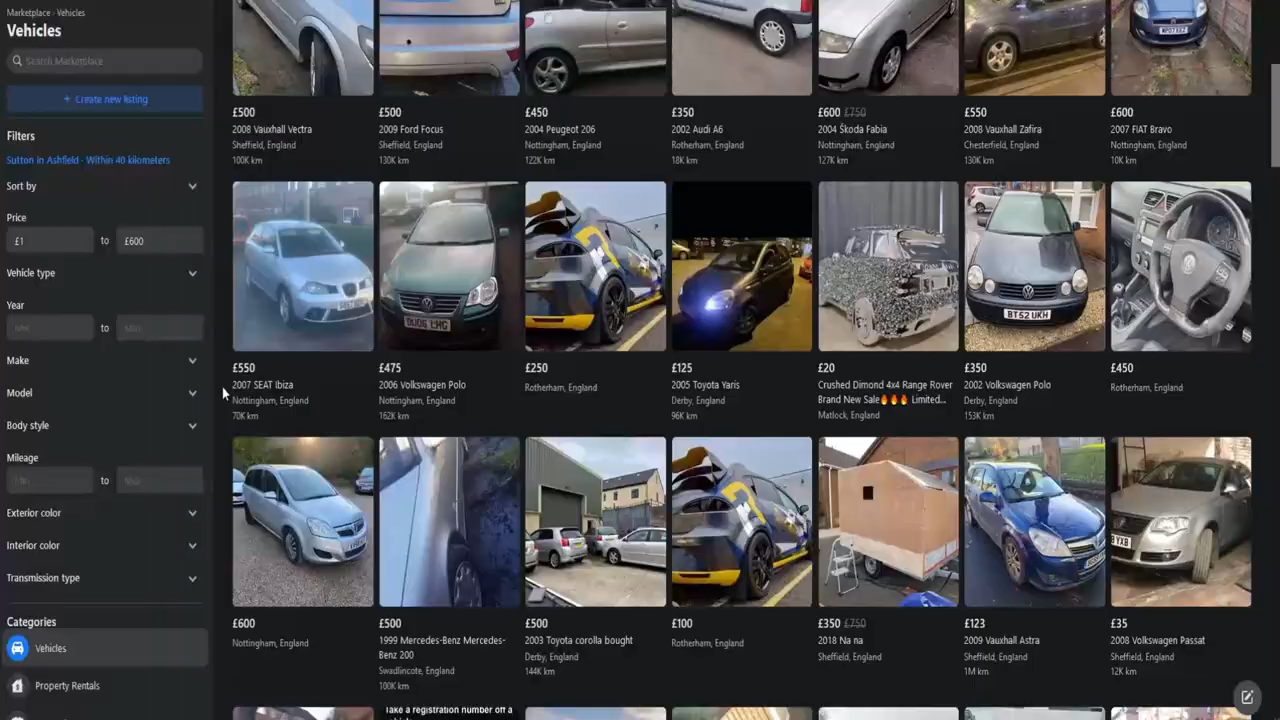 Marketplace · Vehicles
Vehicles
Search Marketplace
+ Create new listing
Filters
Sutton in Ashfield · Within 40 kilometers
Sort by
Price
£1 to £600
Vehicle type
Year
Min to Max
Make
Model
Body style
Mileage
Min to Max
Exterior color
Interior color
Transmission type
Categories
Vehicles
Property Rentals
£500
2008 Vauxhall Vectra
Sheffield, England
100K km
£500
2009 Ford Focus
Sheffield, England
130K km
£450
2004 Peugeot 206
Nottingham, England
122K km
£350
2002 Audi A6
Rotherham, England
18K km
£600 £750
2004 Škoda Fabia
Nottingham, England
127K km
£550
2008 Vauxhall Zafira
Chesterfield, England
130K km
£600
2007 FIAT Bravo
Nottingham, England
10K km
£550
2007 SEAT Ibiza
Nottingham, England
70K km
£475
2006 Volkswagen Polo
Nottingham, England
162K km
£250
Rotherham, England
£125
2005 Toyota Yaris
Derby, England
96K km
£20
Crushed Dimond 4x4 Range Rover
Brand New Sale🔥🔥🔥 Limited...
Matlock, England
BT52 UKH
£350
2002 Volkswagen Polo
Derby, England
153K km
£450
Rotherham, England
£600
Nottingham, England
£500
1999 Mercedes-Benz Mercedes-
Benz 200
Swadlincote, England
100K km
£500
2003 Toyota corolla bought
Derby, England
144K km
£100
Rotherham, England
£350 £750
2018 Na na
Sheffield, England
£123
2009 Vauxhall Astra
Sheffield, England
1M km
£35
2008 Volkswagen Passat
Sheffield, England
12K km
Take a registration number off a